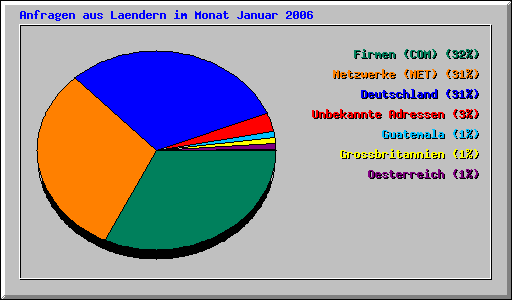 Anfragen aus Laendern im Monat Januar 2006
Firmen (COM) (32%)
Netzwerke (NET) (31%)
Deutschland (31%)
Unbekannte Adressen (3%)
Guatemala (1%)
Grossbritannien (1%)
Oesterreich (1%)